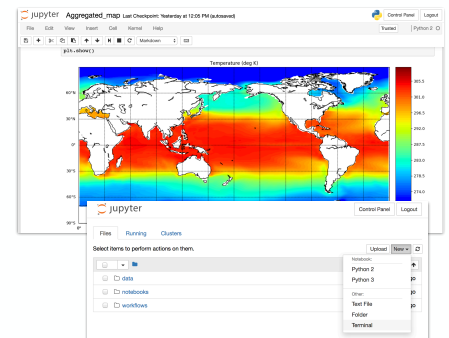 jupyter Aggregated_map Last Checkpoint: Yesterday at 12:05 PM (autosaved) Control Panel Logout
File Edit View Insert Cell Kernel Help Trusted Python 2
Markdown
plt.show()
Temperature (deg K)
60°N
30°N
0°
30°S
60°S
90°S
0°
305.5
301.0
296.5
292.0
287.5
283.0
278.5
274.0
jupyter Control Panel Logout
Files Running Clusters
Select items to perform actions on them. Upload New
Notebook:
Python 2
data
Python 3
notebooks
Other:
Text File
workflows
Folder
Terminal